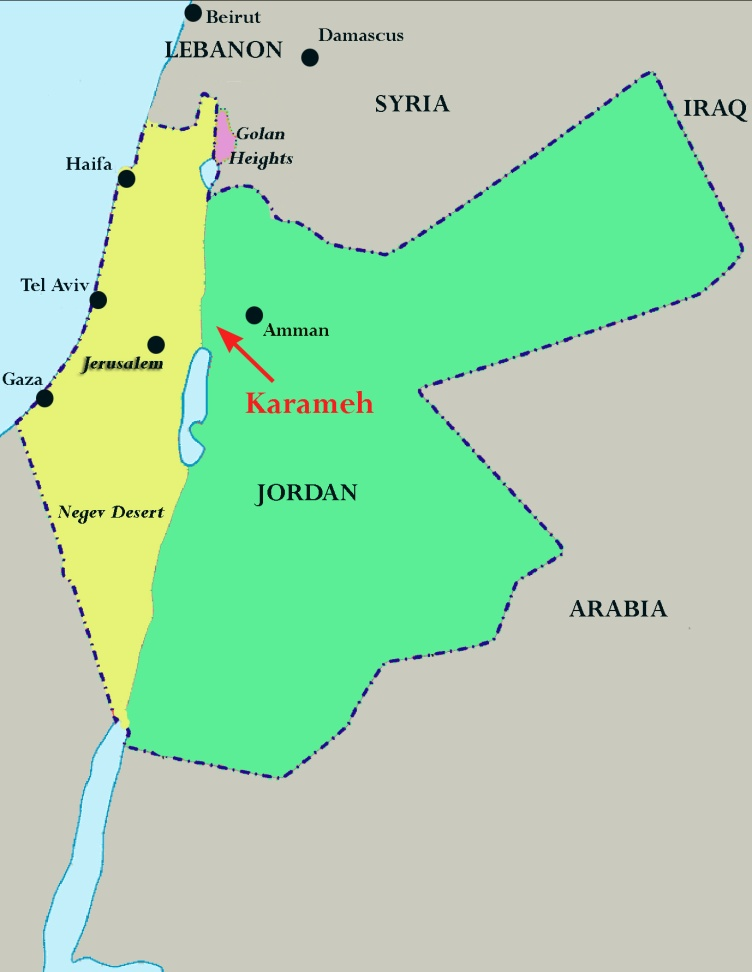 Beirut
Damascus
LEBANON
SYRIA
IRAQ
Golan
Heights
Haifa
Tel Aviv
Amman
Jerusalem
Gaza
Karameh
JORDAN
Negev Desert
ARABIA